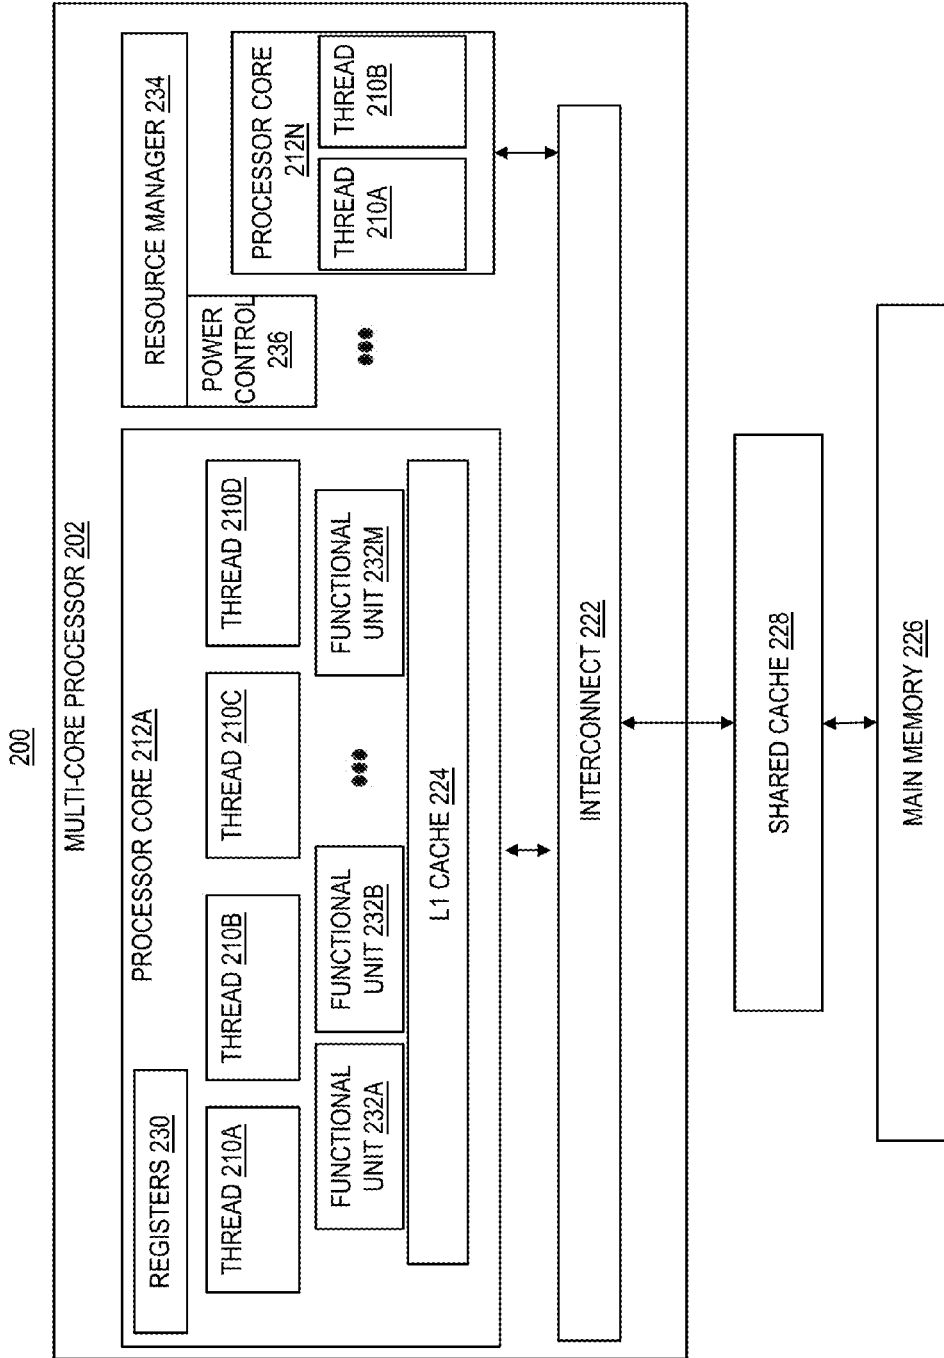 200
MULTI-CORE PROCESSOR 202
PROCESSOR CORE 212A
REGISTERS 230
THREAD 210A
THREAD 210B
THREAD 210C
THREAD 210D
FUNCTIONAL
UNIT 232A
FUNCTIONAL
UNIT 232B
FUNCTIONAL
UNIT 232M
L1 CACHE 224
RESOURCE MANAGER 234
POWER
CONTROL
236
PROCESSOR CORE
212N
THREAD
210A
THREAD
210B
INTERCONNECT 222
SHARED CACHE 228
MAIN MEMORY 226